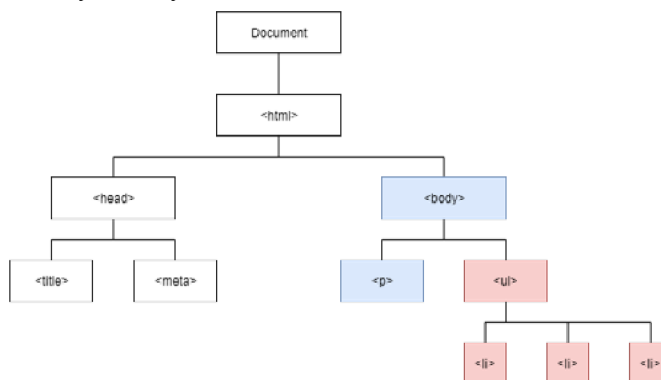 Document
<html>
<head> <body>
<title> <meta> <p> <ul>
<li> <li> <li>